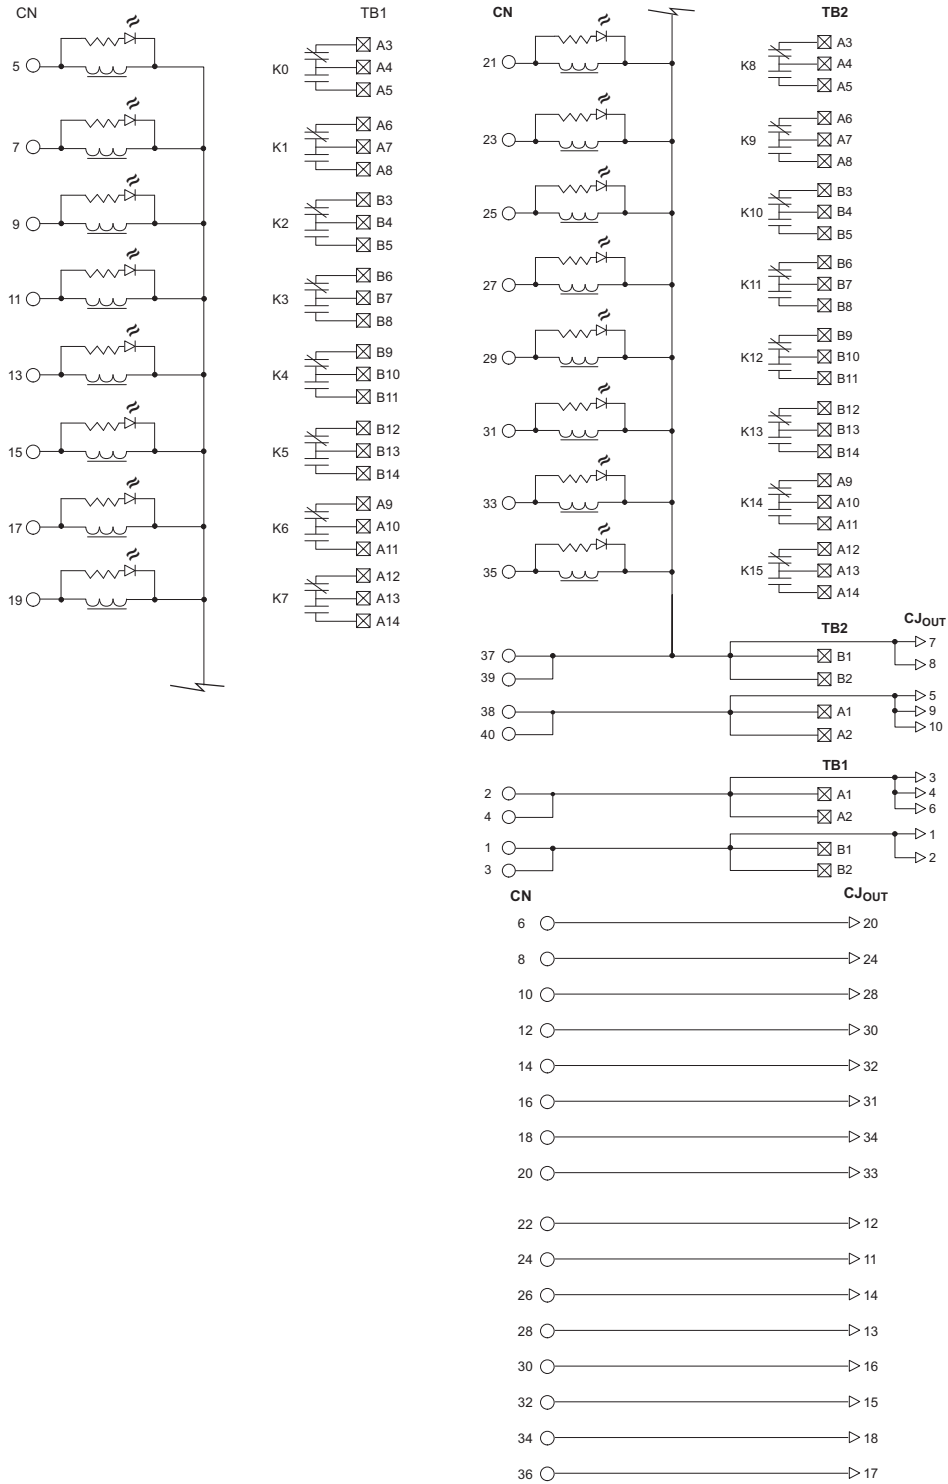 CN TB1
5 K0 A3
A4
A5
7 K1 A6
A7
A8
9 K2 B3
B4
B5
11 K3 B6
B7
B8
13 K4 B9
B10
B11
15 K5 B12
B13
B14
17 K6 A9
A10
A11
19 K7 A12
A13
A14
CN TB2
21 K8 A3
A4
A5
23 K9 A6
A7
A8
25 K10 B3
B4
B5
27 K11 B6
B7
B8
29 K12 B9
B10
B11
31 K13 B12
B13
B14
33 K14 A9
A10
A11
35 K15 A12
A13
A14
TB2 CJOUT
37 B1 7
39 B2 8
38 A1 5
9
40 A2 10
TB1
2 A1 3
4
4 A2 6
1 B1 1
3 B2 2
CN CJOUT
6 20
8 24
10 28
12 30
14 32
16 31
18 34
20 33
22 12
24 11
26 14
28 13
30 16
32 15
34 18
36 17